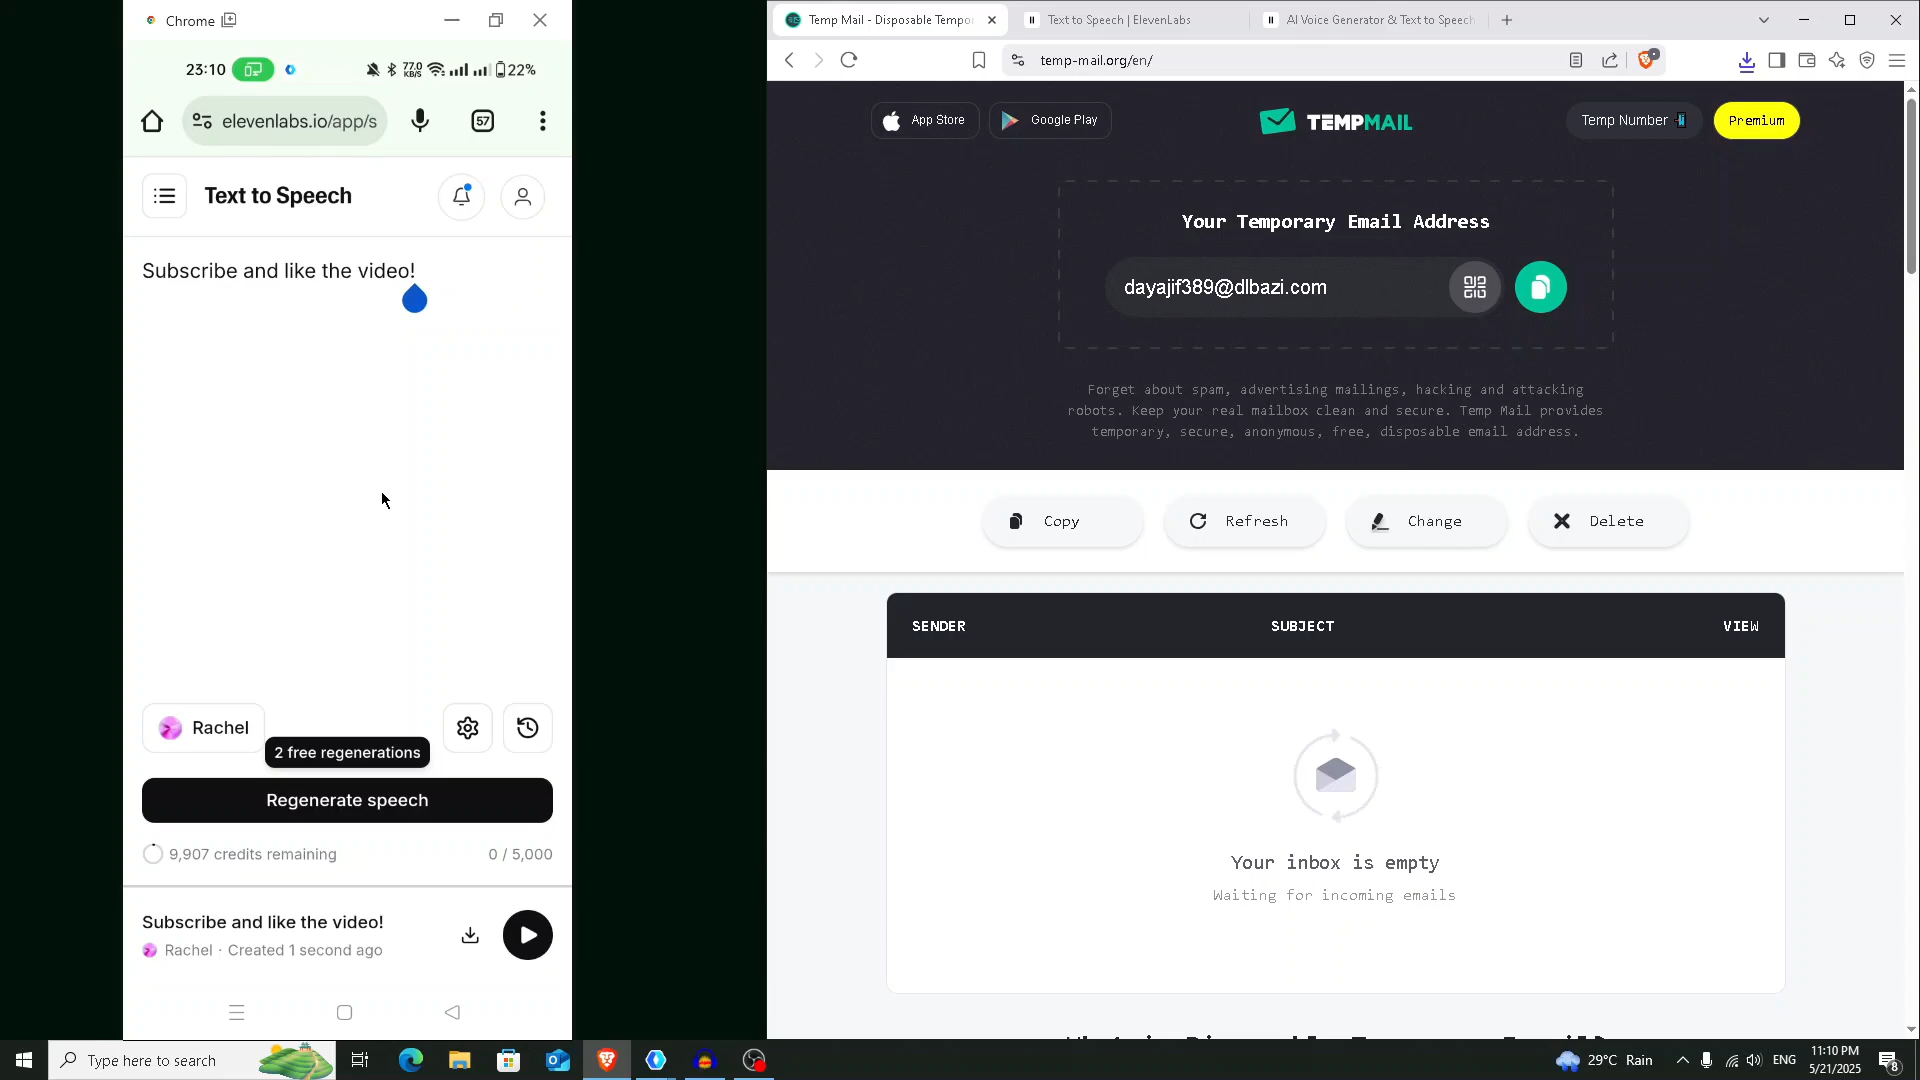 Chrome
23:10
77.0
KB/S
22%
elevenlabs.io/app/s
57
Text to Speech
Subscribe and like the video!
Rachel
2 free regenerations
Regenerate speech
9,907 credits remaining
0 / 5,000
Subscribe and like the video!
Rachel · Created 1 second ago
Temp Mail - Disposable Tempo
Text to Speech | ElevenLabs
AI Voice Generator & Text to Speech
temp-mail.org/en/
App Store
Google Play
TEMPMAIL
Temp Number
Premium
Your Temporary Email Address
dayajif389@dlbazi.com
Forget about spam, advertising mailings, hacking and attacking
robots. Keep your real mailbox clean and secure. Temp Mail provides
temporary, secure, anonymous, free, disposable email address.
Copy
Refresh
Change
Delete
SENDER
SUBJECT
VIEW
Your inbox is empty
Waiting for incoming emails
Type here to search
29°C Rain
ENG
11:10 PM
5/21/2025
8